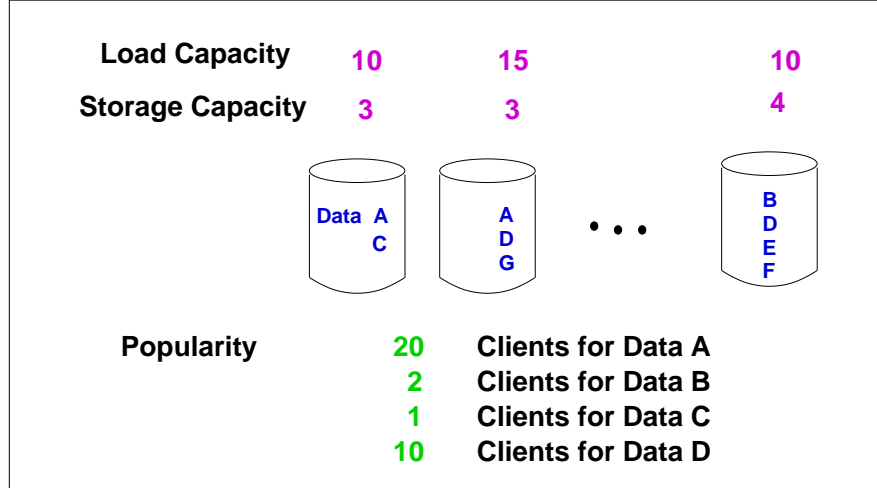 Load Capacity 10 15 10
Storage Capacity 3 3 4
Data A A B
C D D
G E
F
Popularity 20 Clients for Data A
2 Clients for Data B
1 Clients for Data C
10 Clients for Data D